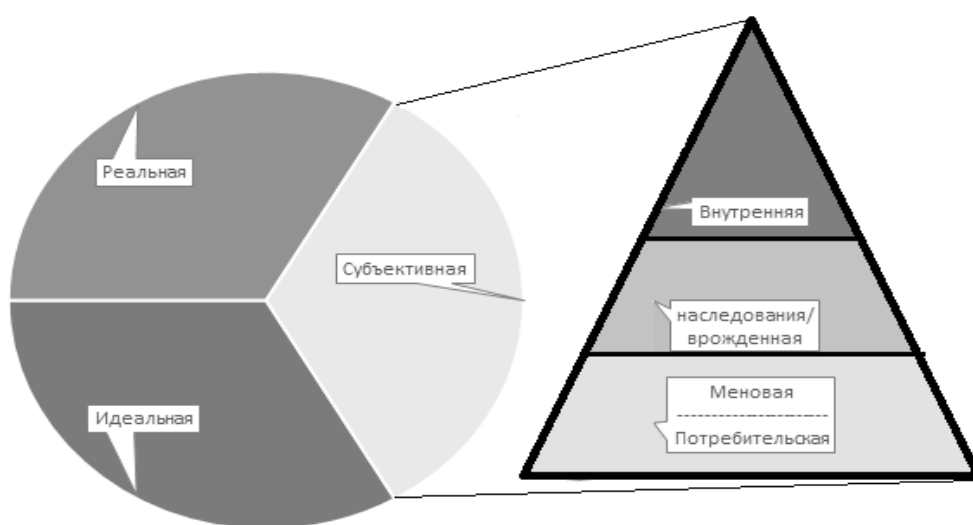 Реальная
Субъективная
Идеальная
Внутренняя
наследования/
врожденная
Меновая
Потребительская